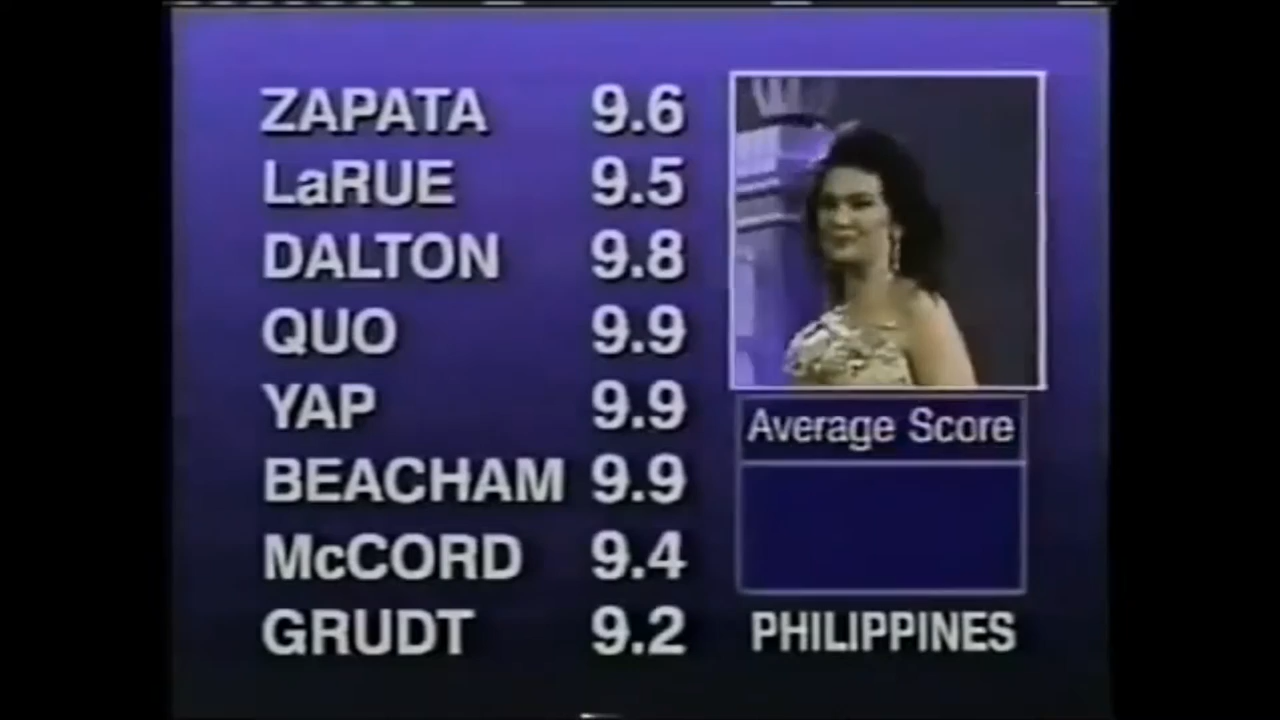 ZAPATA 9.6
LaRUE 9.5
DALTON 9.8
QUO 9.9
YAP 9.9
BEACHAM 9.9
McCORD 9.4
GRUDT 9.2
Average Score
PHILIPPINES